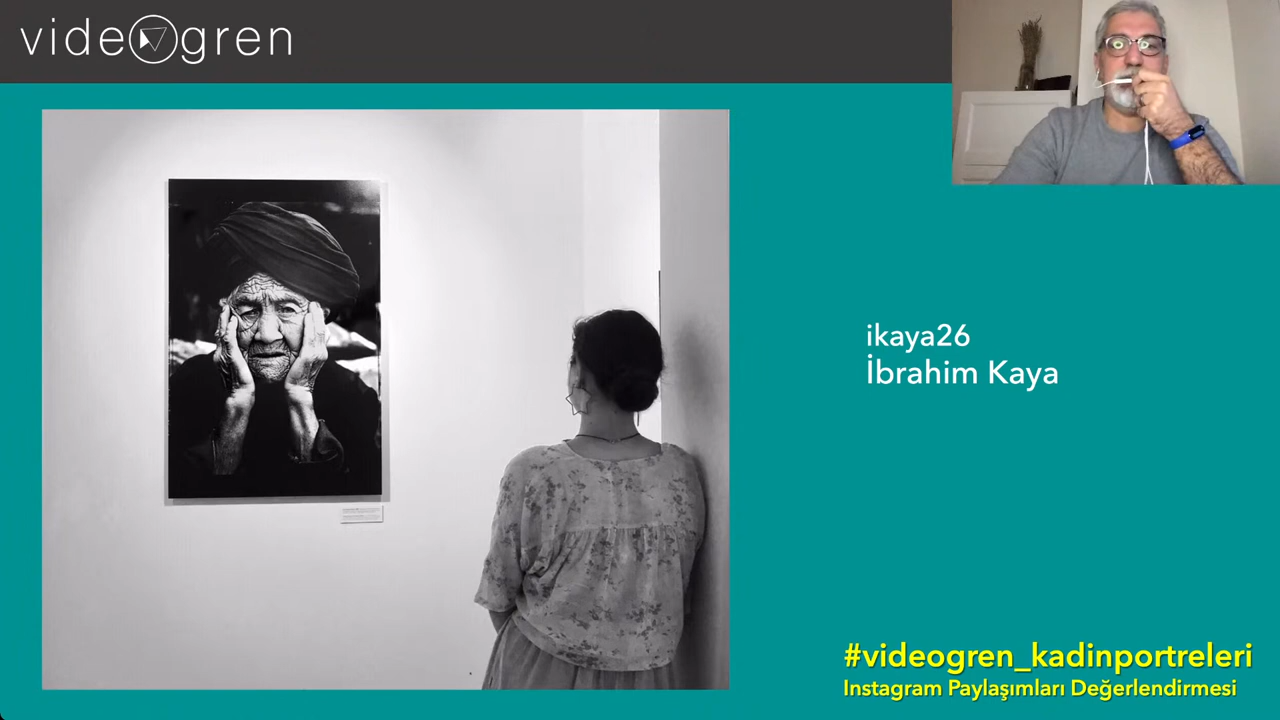 videogren
ikaya26
İbrahim Kaya
#videogren_kadinportreleri
Instagram Paylaşımları Değerlendirmesi